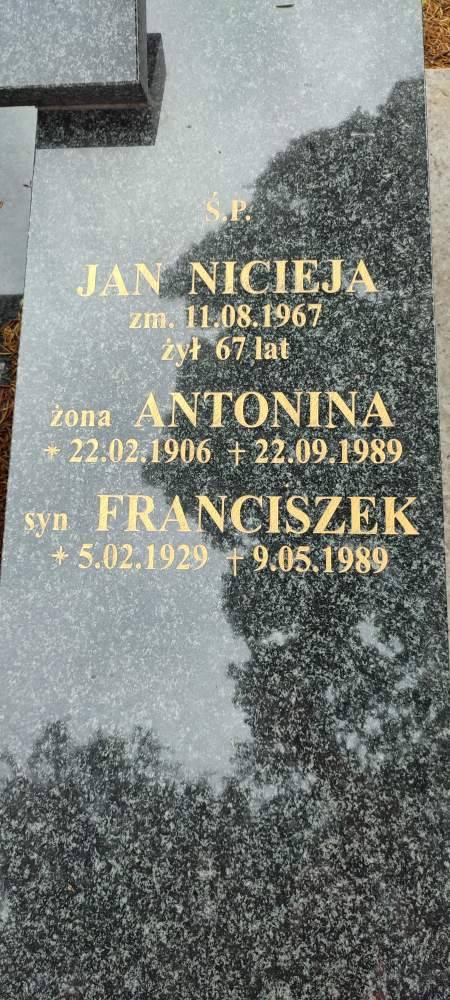 Ś.P.
JAN NICIEJA
zm. 11.08.1967
żył 67 lat
żona ANTONINA
* 22.02.1906 † 22.09.1989
syn FRANCISZEK
* 5.02.1929 † 9.05.1989